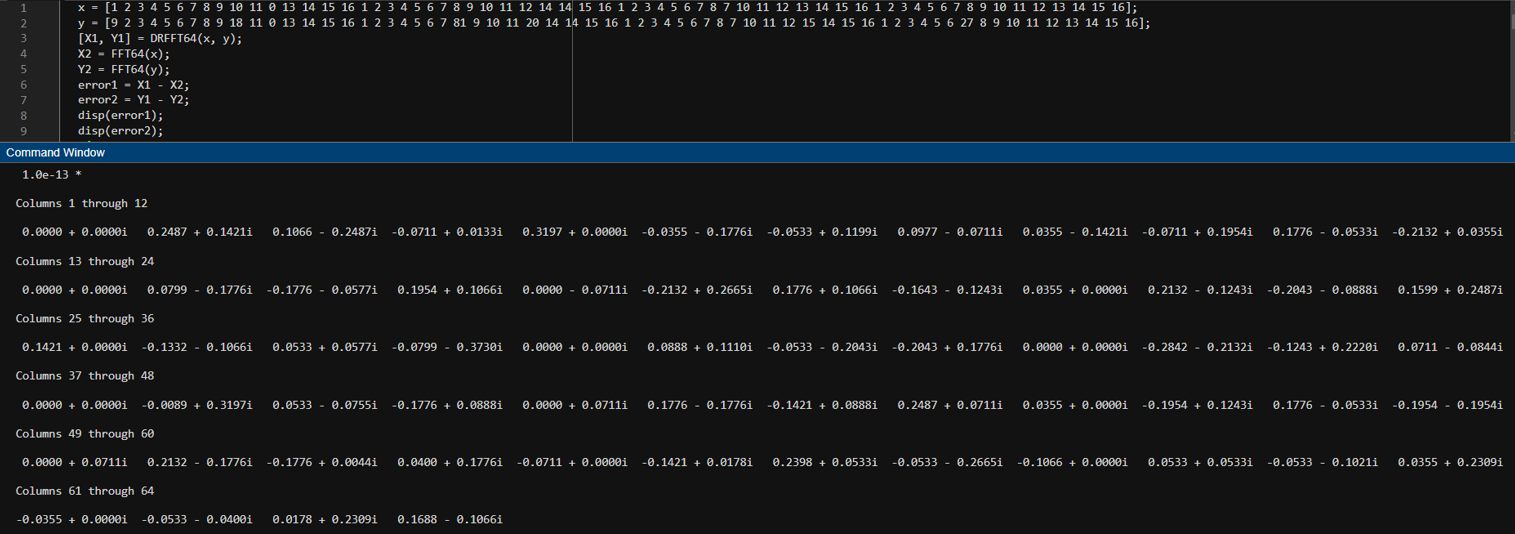 1 x = [1 2 3 4 5 6 7 8 9 10 11 0 13 14 15 16 1 2 3 4 5 6 7 8 9 10 11 12 14 14 15 16 1 2 3 4 5 6 7 8 7 10 11 12 13 14 15 16 1 2 3 4 5 6 7 8 9 10 11 12 13 14 15 16];
2 y = [9 2 3 4 5 6 7 8 9 18 11 0 13 14 15 16 1 2 3 4 5 6 7 81 9 10 11 20 14 14 15 16 1 2 3 4 5 6 7 8 7 10 11 12 15 14 15 16 1 2 3 4 5 6 27 8 9 10 11 12 13 14 15 16];
3 [X1, Y1] = DRFFT64(x, y);
4 X2 = FFT64(x);
5 Y2 = FFT64(y);
6 error1 = X1 - X2;
7 error2 = Y1 - Y2;
8 disp(error1);
9 disp(error2);
Command Window
1.0e-13 *
Columns 1 through 12
0.0000 + 0.0000i 0.2487 + 0.1421i 0.1066 - 0.2487i -0.0711 + 0.0133i 0.3197 + 0.0000i -0.0355 - 0.1776i -0.0533 + 0.1199i 0.0977 - 0.0711i 0.0355 - 0.1421i -0.0711 + 0.1954i 0.1776 - 0.0533i -0.2132 + 0.0355i
Columns 13 through 24
0.0000 + 0.0000i 0.0799 - 0.1776i -0.1776 - 0.0577i 0.1954 + 0.1066i 0.0000 - 0.0711i -0.2132 + 0.2665i 0.1776 + 0.1066i -0.1643 - 0.1243i 0.0355 + 0.0000i 0.2132 - 0.1243i -0.2043 - 0.0888i 0.1599 + 0.2487i
Columns 25 through 36
0.1421 + 0.0000i -0.1332 - 0.1066i 0.0533 + 0.0577i -0.0799 - 0.3730i 0.0000 + 0.0000i 0.0888 + 0.1110i -0.0533 - 0.2043i -0.2043 + 0.1776i 0.0000 + 0.0000i -0.2842 - 0.2132i -0.1243 + 0.2220i 0.0711 - 0.0844i
Columns 37 through 48
0.0000 + 0.0000i -0.0089 + 0.3197i 0.0533 - 0.0755i -0.1776 + 0.0888i 0.0000 + 0.0711i 0.1776 - 0.1776i -0.1421 + 0.0888i 0.2487 + 0.0711i 0.0355 + 0.0000i -0.1954 + 0.1243i 0.1776 - 0.0533i -0.1954 - 0.1954i
Columns 49 through 60
0.0000 + 0.0711i 0.2132 - 0.1776i -0.1776 + 0.0044i 0.0400 + 0.1776i -0.0711 + 0.0000i -0.1421 + 0.0178i 0.2398 + 0.0533i -0.0533 - 0.2665i -0.1066 + 0.0000i 0.0533 + 0.0533i -0.0533 - 0.1021i 0.0355 + 0.2309i
Columns 61 through 64
-0.0355 + 0.0000i -0.0533 - 0.0400i 0.0178 + 0.2309i 0.1688 - 0.1066i